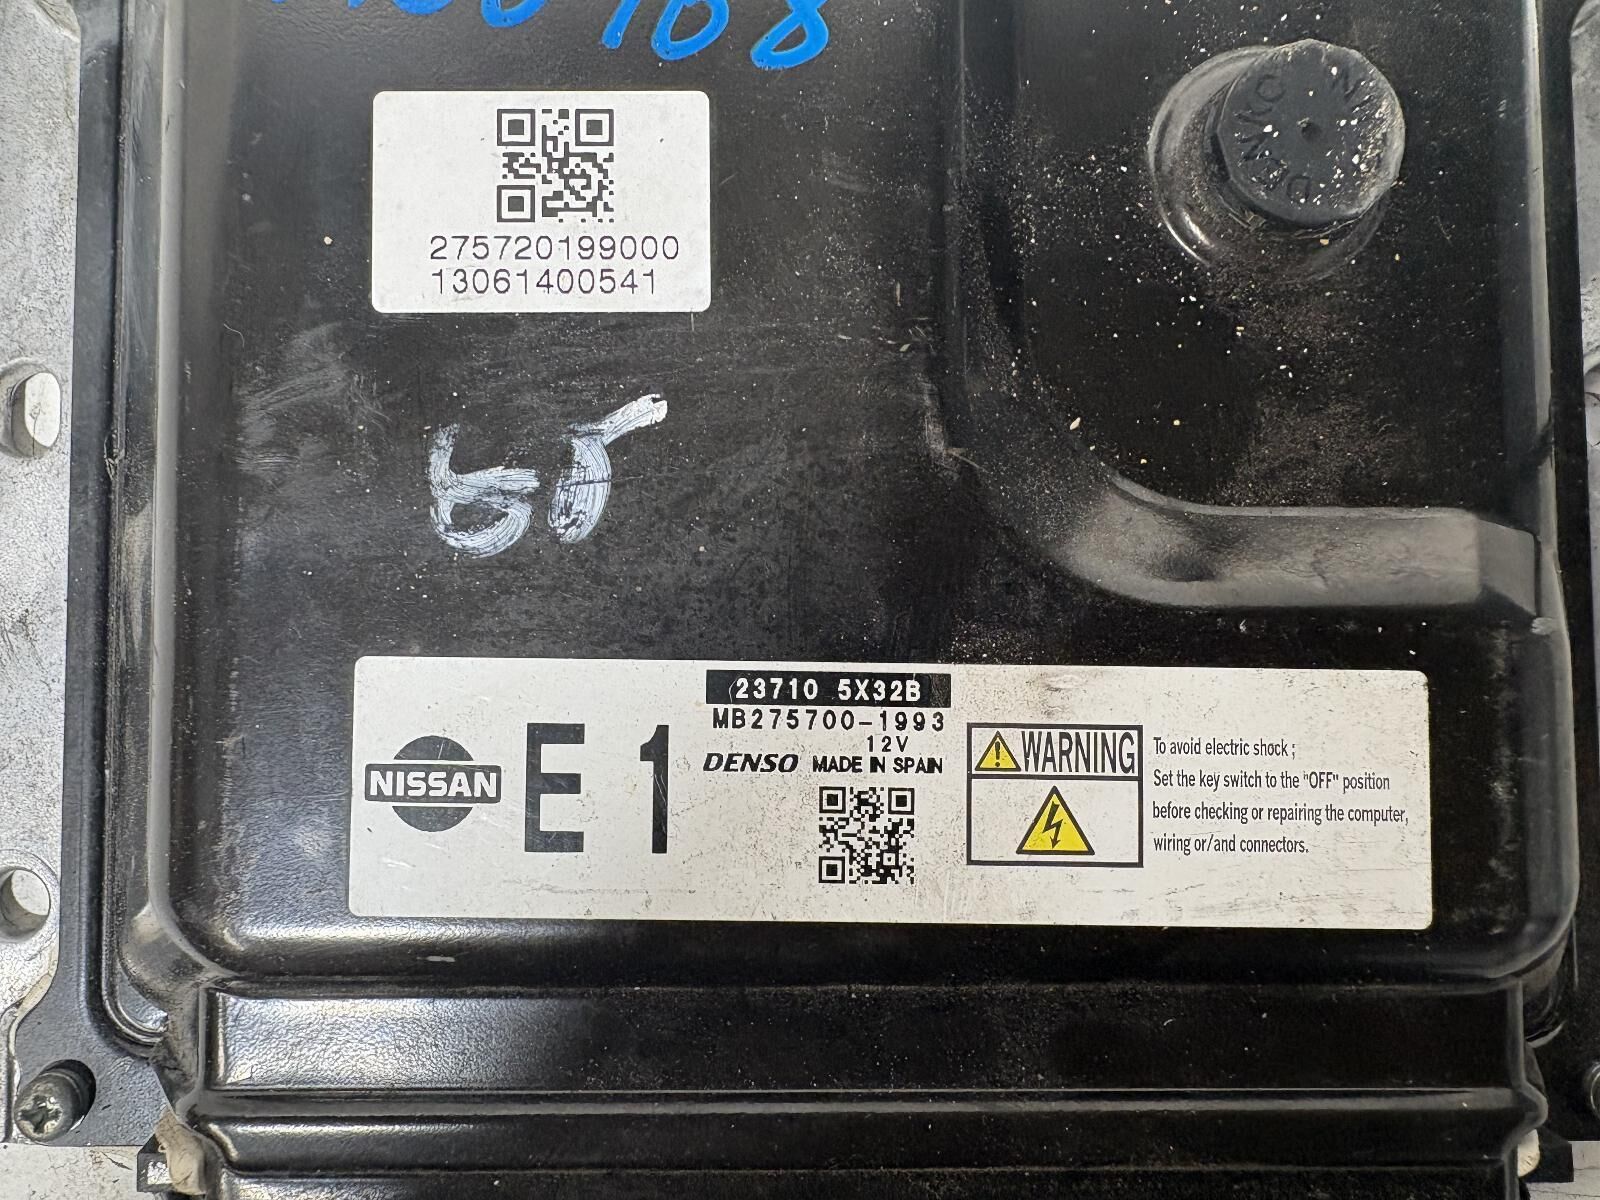 275720199000
13061400541
DENSO
NISSAN
E 1
23710 5X32B
MB275700-1993
12V
DENSO MADE IN SPAIN
WARNING
To avoid electric shock ;
Set the key switch to the "OFF" position
before checking or repairing the computer,
wiring or/and connectors.